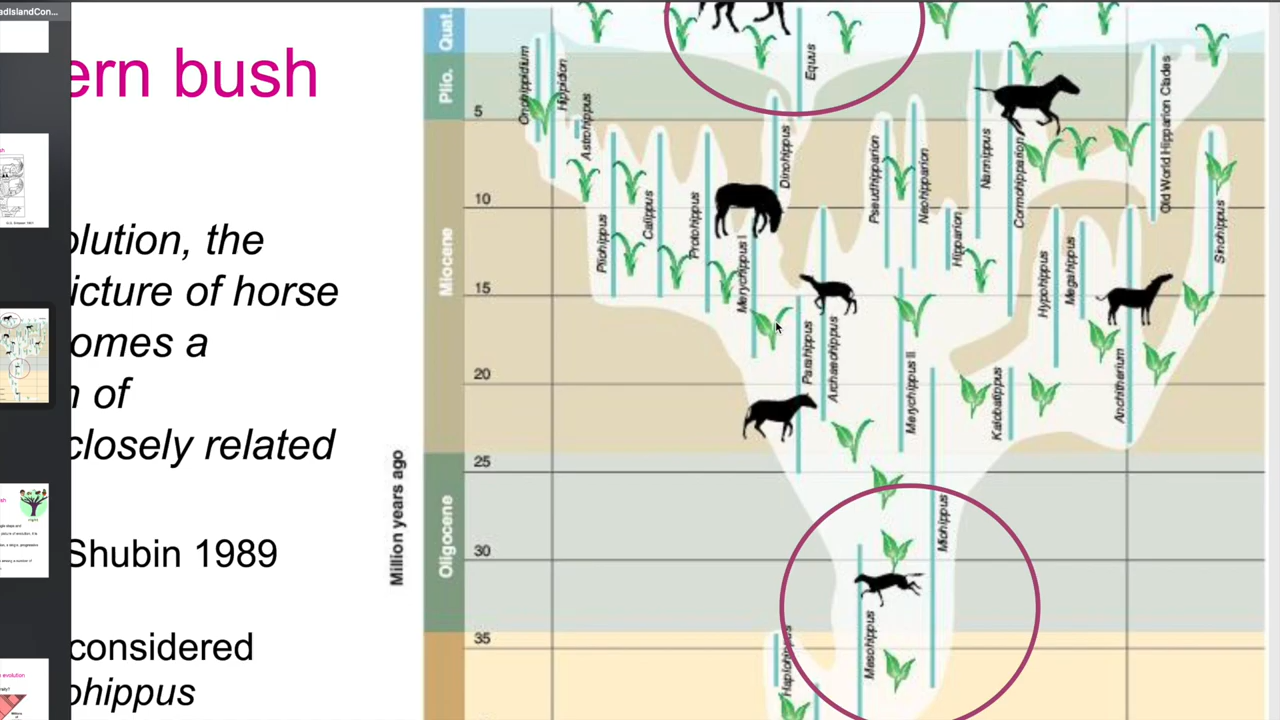 adIslandCon...
ern bush
olution, the
icture of horse
omes a
n of
closely related
Shubin 1989
considered
ohippus
Million years ago
Quat.
Plio.
Miocene
Oligocene
5
10
15
20
25
30
35
Onohippidium
Hippidion
Astrohippus
Pliohippus
Calippus
Protohippus
Merychippus I
Dinohippus
Equus
Parahippus
Archaeohippus
Pseudhipparion
Neohipparion
Merychippus II
Hipparion
Nannippus
Cormohipparion
Hypohippus
Megahippus
Kalobatippus
Anchitherium
Old World Hipparion Clades
Sinohippus
Miohippus
Mesohippus
Haplohippus